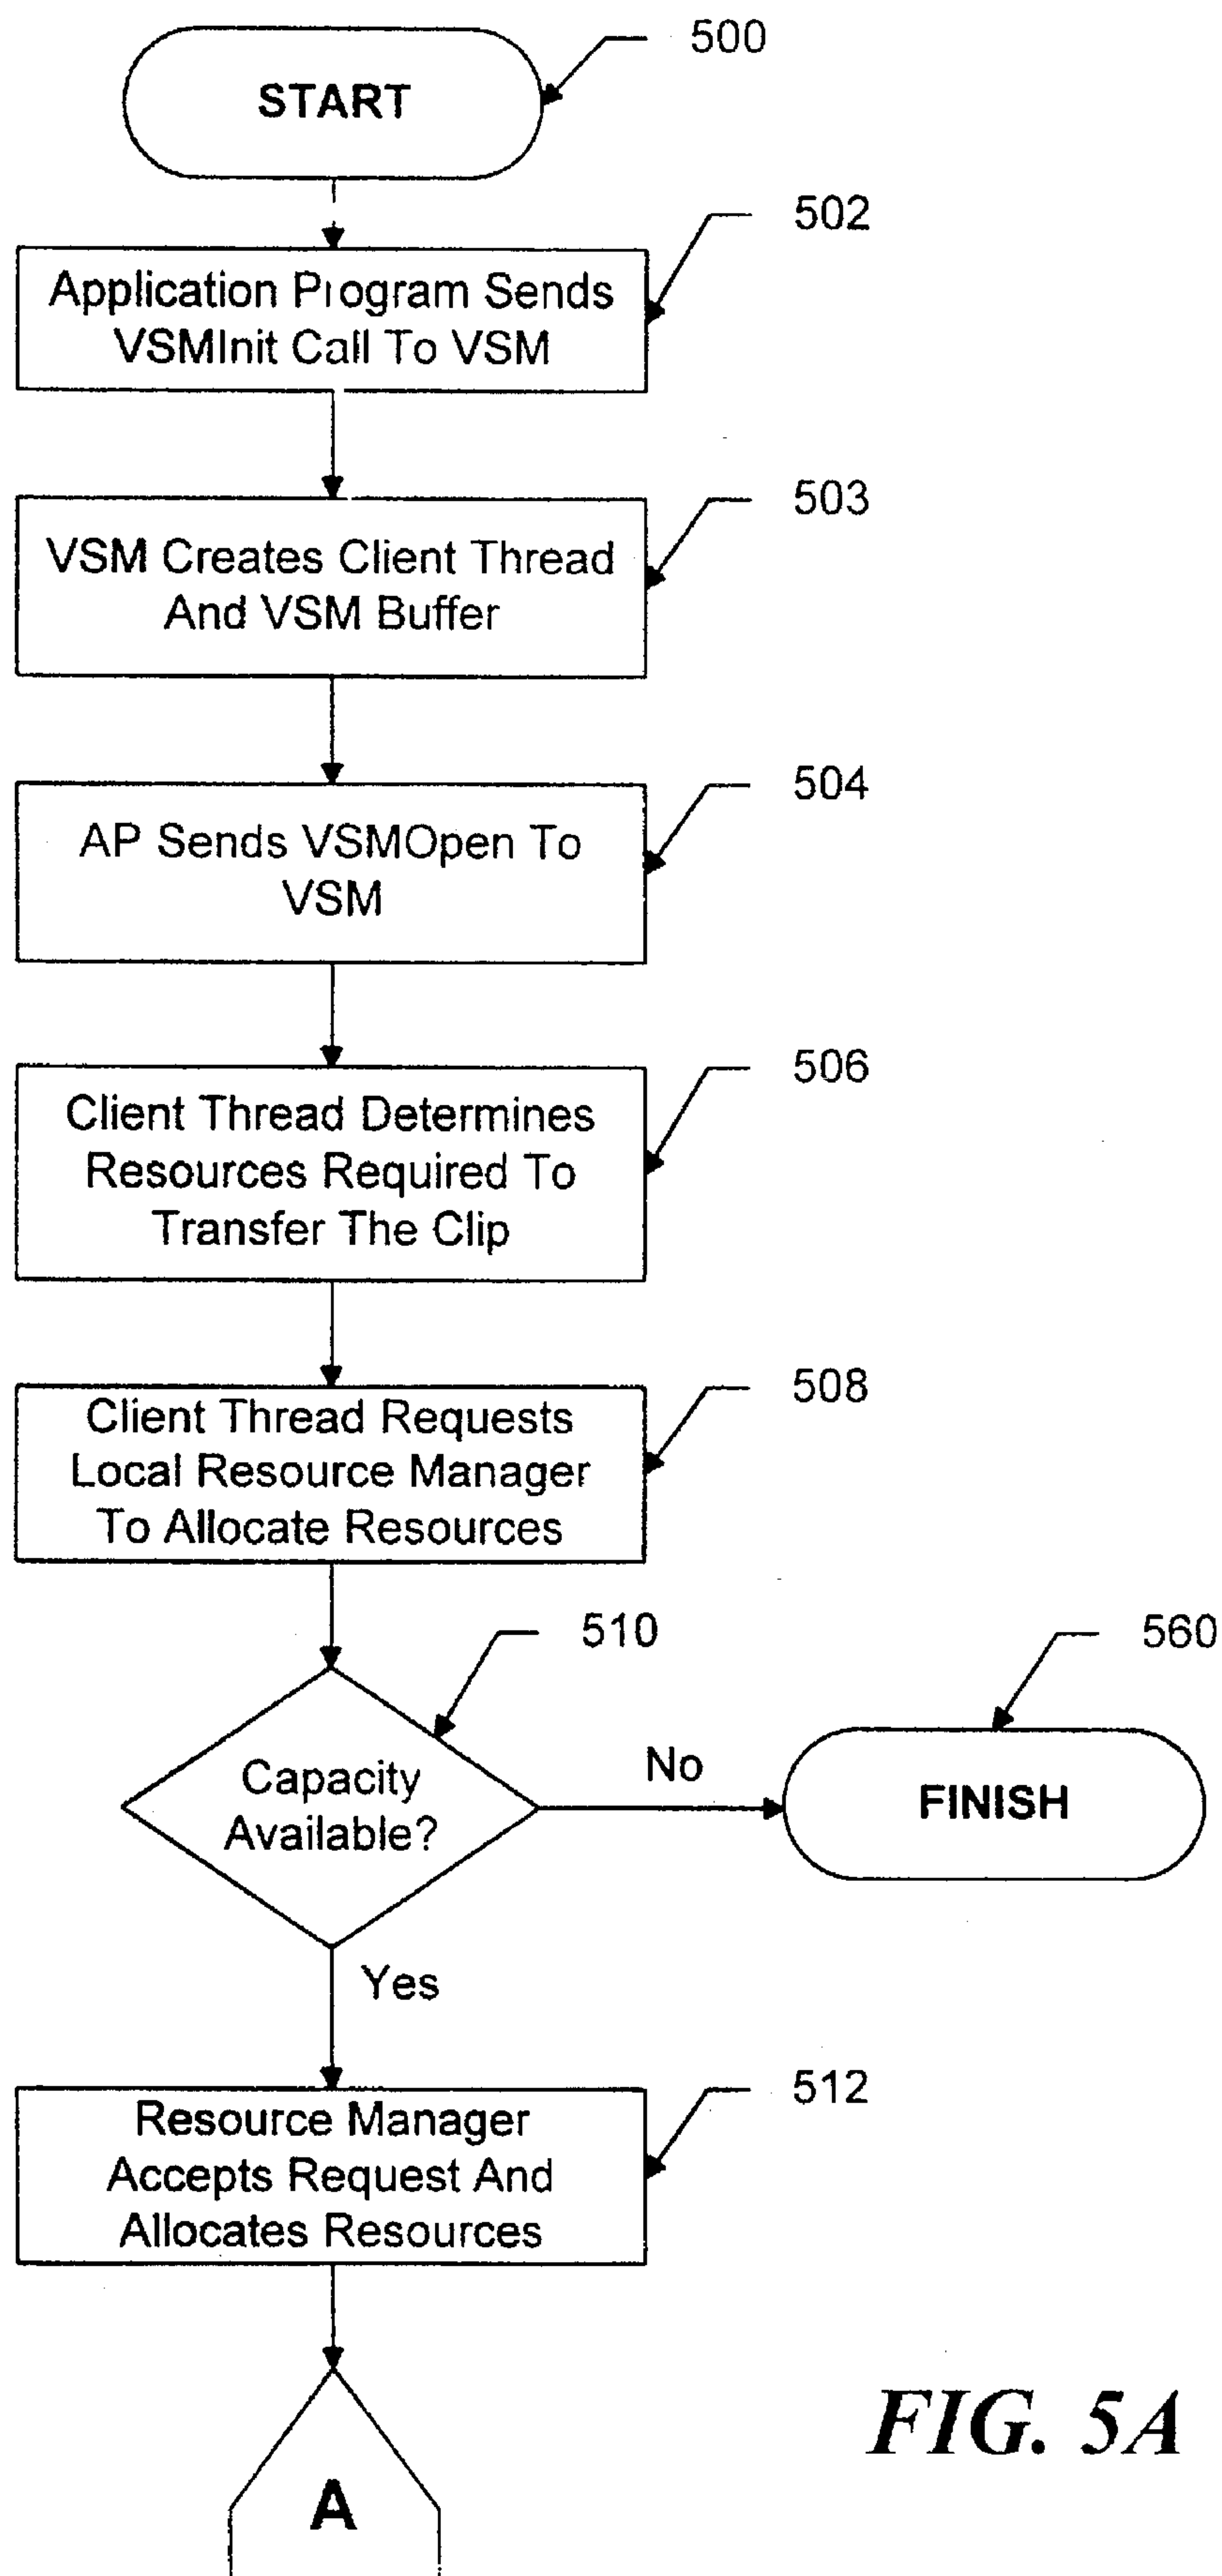 500
START
502
Application Program Sends
VSMInit Call To VSM
503
VSM Creates Client Thread
And VSM Buffer
504
AP Sends VSMOpen To
VSM
506
Client Thread Determines
Resources Required To
Transfer The Clip
508
Client Thread Requests
Local Resource Manager
To Allocate Resources
510
560
Capacity
Available?
No
FINISH
Yes
512
Resource Manager
Accepts Request And
Allocates Resources
A
FIG. 5A